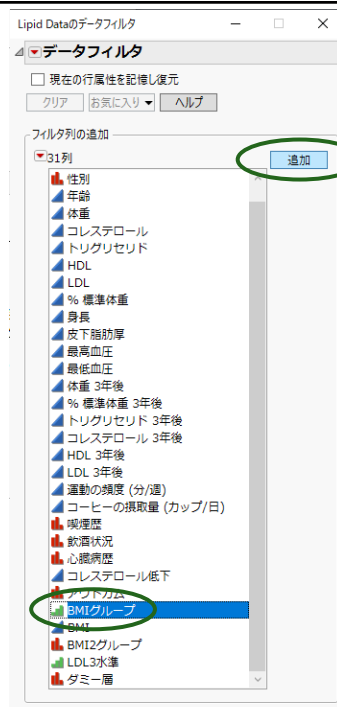 Lipid Dataのデータフィルタ
データフィルタ
現在の行属性を記憶し復元
クリア お気に入り ヘルプ
フィルタ列の追加
31列 追加
性別
年齢
体重
コレステロール
トリグリセリド
HDL
LDL
% 標準体重
身長
皮下脂肪厚
最高血圧
最低血圧
体重 3年後
% 標準体重 3年後
トリグリセリド 3年後
コレステロール 3年後
HDL 3年後
LDL 3年後
運動の頻度 (分/週)
コーヒーの摂取量 (カップ/日)
喫煙歴
飲酒状況
心臓病歴
コレステロール低下
アウトカム
BMIグループ
BMI
BMI2グループ
LDL3水準
ダミー層